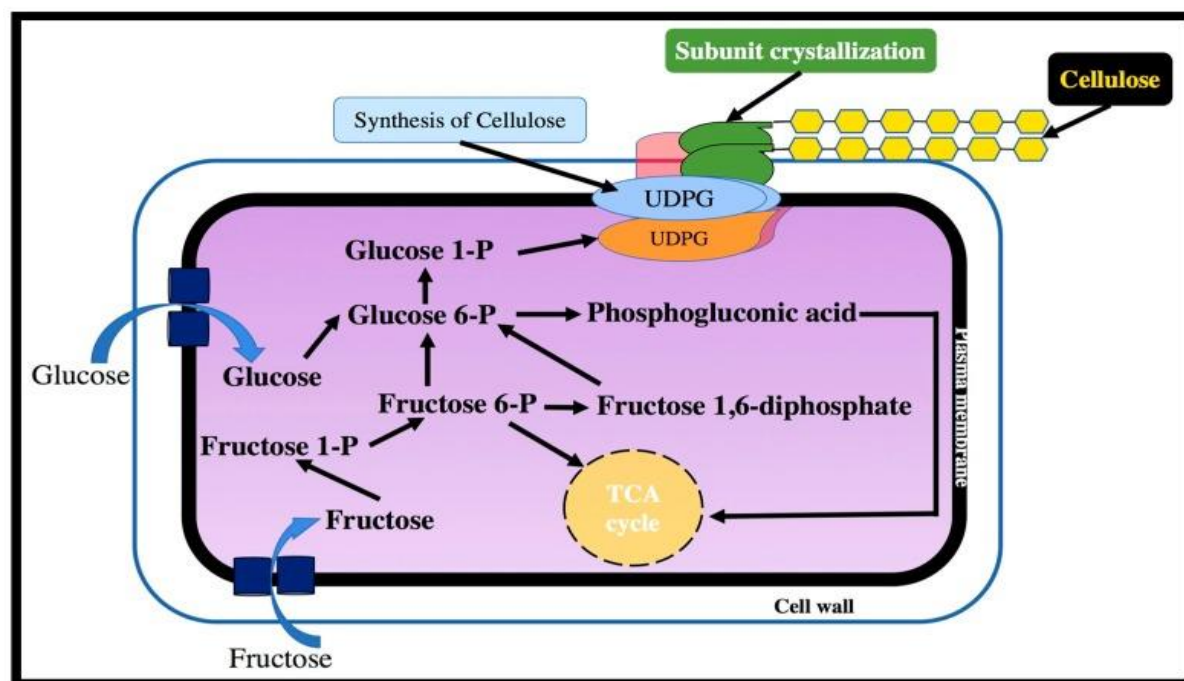 Subunit crystallization
Cellulose
Synthesis of Cellulose
UDPG
UDPG
Glucose 1-P
Glucose 6-P
Phosphogluconic acid
Glucose
Glucose
Fructose 6-P
Fructose 1,6-diphosphate
Fructose 1-P
TCA
cycle
Fructose
Plasma membrane
Cell wall
Fructose